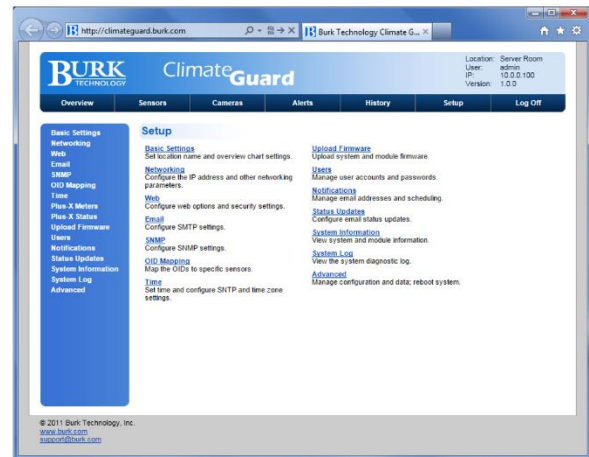 http://climateguard.burk.com
Burk Technology Climate G...
BURK
TECHNOLOGY
ClimateGuard
Location: Server Room
User: admin
IP: 10.0.0.100
Version: 1.0.0
Overview Sensors Cameras Alerts History Setup Log Off
Basic Settings
Networking
Web
Email
SNMP
OID Mapping
Time
Plus-X Meters
Plus-X Status
Upload Firmware
Users
Notifications
Status Updates
System Information
System Log
Advanced
Setup
Basic Settings
Set location name and overview chart settings.
Networking
Configure the IP address and other networking
parameters.
Web
Configure web options and security settings.
Email
Configure SMTP settings.
SNMP
Configure SNMP settings.
OID Mapping
Map the OIDs to specific sensors.
Time
Set time and configure SNTP and time zone
settings.
Upload Firmware
Upload system and module firmware.
Users
Manage user accounts and passwords.
Notifications
Manage email addresses and scheduling.
Status Updates
Configure email status updates.
System Information
View system and module information.
System Log
View the system diagnostic log.
Advanced
Manage configuration and data; reboot system.
© 2011 Burk Technology, Inc.
www.burk.com
support@burk.com